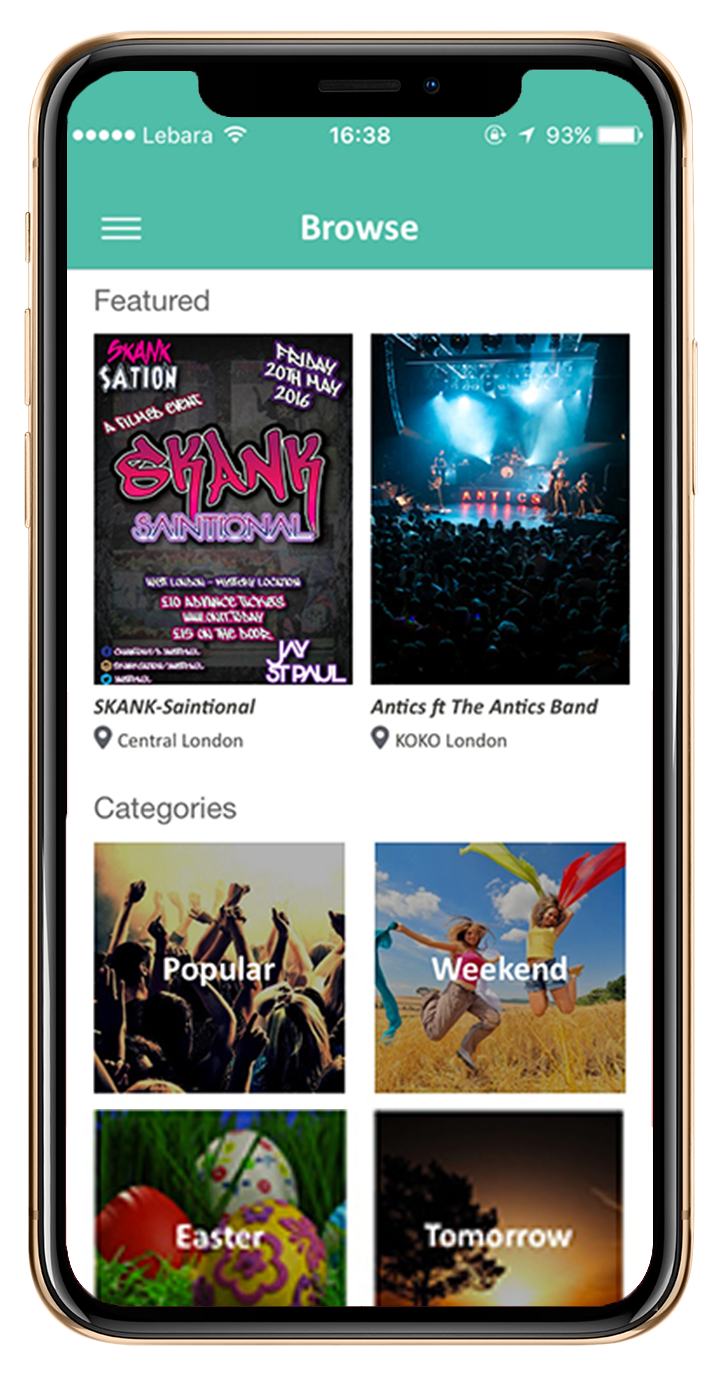 Lebara 16:38 93%
Browse
Featured
SKANK
SATION
FRIDAY
20TH MAY
2016
A FILMED EVENT
SKANK
SAINTIONAL
WEST LONDON - MYSTERY LOCATION
£10 ADVANCE TICKETS
£15 ON THE DOOR
JAY
ST PAUL
ANTICS
SKANK-Saintional
Central London
Antics ft The Antics Band
KOKO London
Categories
Popular
Weekend
Easter
Tomorrow